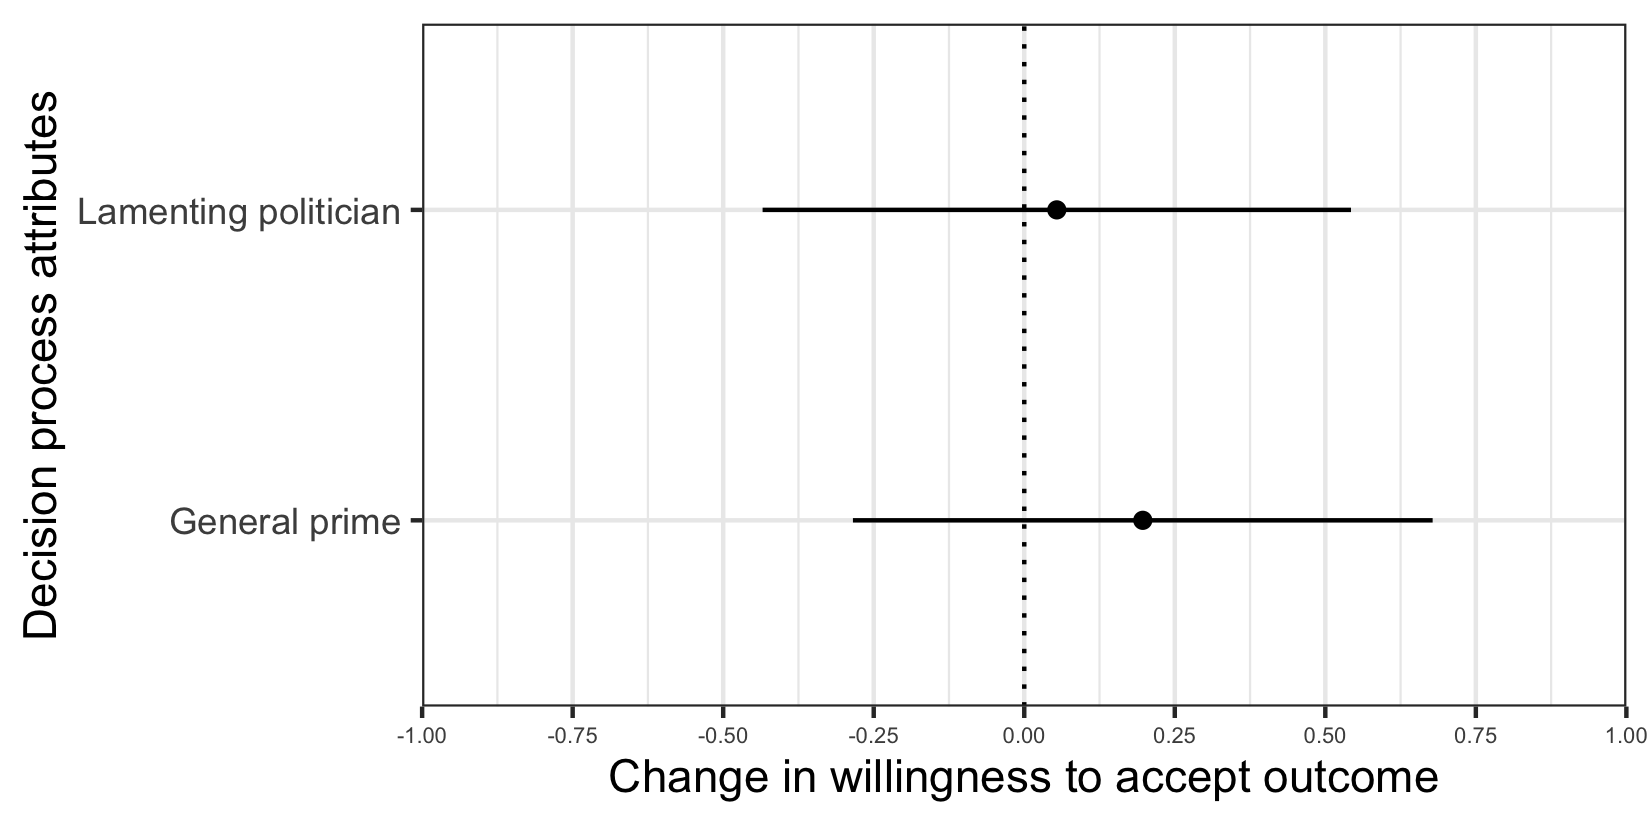 Decision process attributes
Lamenting politician
General prime
-1.00 -0.75 -0.50 -0.25 0.00 0.25 0.50 0.75 1.00
Change in willingness to accept outcome